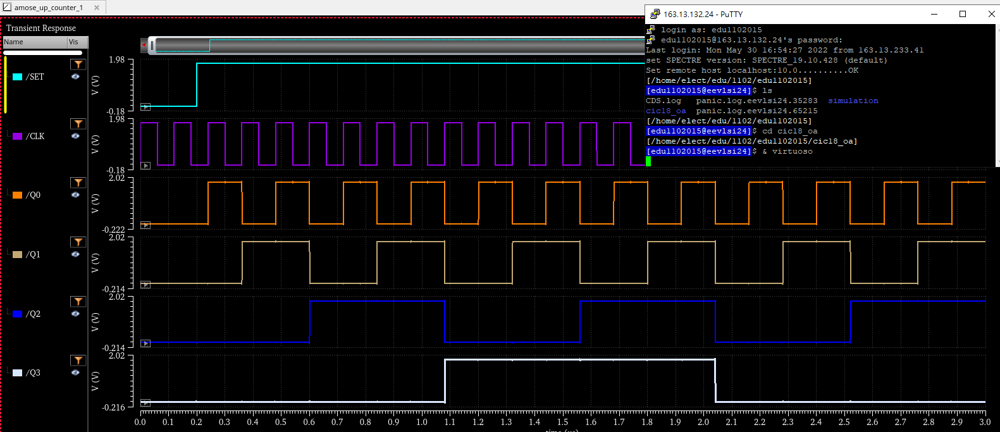 amose_up_counter_1
Transient Response
Name Vis
/SET
/CLK
/Q0
/Q1
/Q2
/Q3
V (V)
1.98
-0.18
V (V)
1.98
-0.18
V (V)
2.02
-0.222
V (V)
2.02
-0.214
V (V)
2.02
-0.214
V (V)
2.02
-0.216
0.0 0.1 0.2 0.3 0.4 0.5 0.6 0.7 0.8 0.9 1.0 1.1 1.2 1.3 1.4 1.5 1.6 1.7 1.8 1.9 2.0 2.1 2.2 2.3 2.4 2.5 2.6 2.7 2.8 2.9 3.0
163.13.132.24 - PuTTY
login as: edu1102015
edu1102015@163.13.132.24's password:
Last login: Mon May 30 16:54:27 2022 from 163.13.233.41
set SPECTRE version: SPECTRE_19.10.428 (default)
Set remote host localhost:10.0..........OK
[/home/elect/edu/1102/edu1102015]
[edu1102015@eevlsi24]$ ls
CDS.log panic.log.eevlsi24.35283 simulation
cic18_oa panic.log.eevlsi24.65215
[/home/elect/edu/1102/edu1102015]
[edu1102015@eevlsi24]$ cd cic18_oa
[/home/elect/edu/1102/edu1102015/cic18_oa]
[edu1102015@eevlsi24]$ & virtuoso